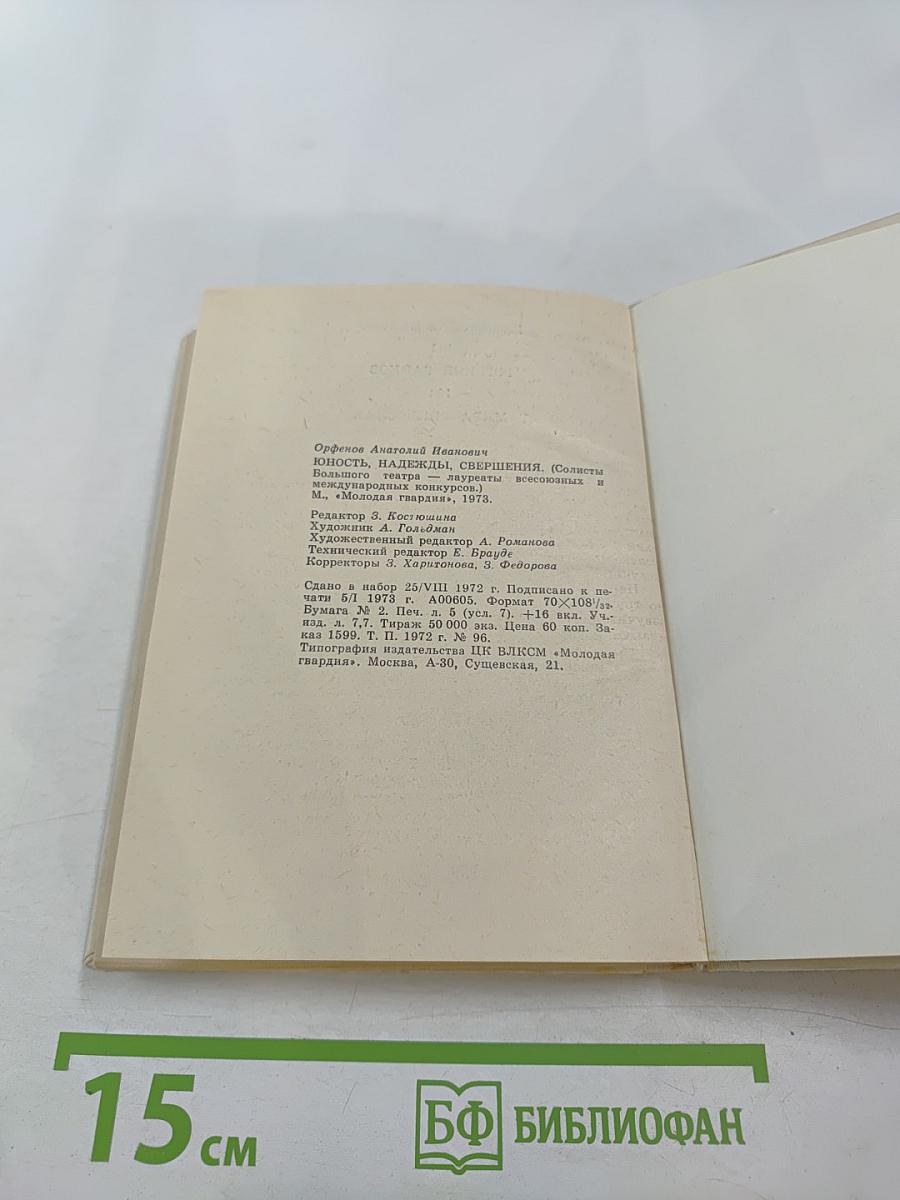 Орфенов Анатолий Иванович
ЮНОСТЬ, НАДЕЖДЫ, СВЕРШЕНИЯ. (Солисты
Большого театра — лауреаты всесоюзных и
международных конкурсов.)
М., «Молодая гвардия», 1973.
Редактор З. Костюшина
Художник А. Гольдман
Художественный редактор А. Романова
Технический редактор Е. Брауде
Корректоры З. Харитонова, З. Федорова
Сдано в набор 25/VIII 1972 г. Подписано к пе-
чати 5/I 1973 г. А00605. Формат 70×108¹/₃₂.
Бумага № 2. Печ. л. 5 (усл. 7). +16 вкл. Уч.-
изд. л. 7,7. Тираж 50 000 экз. Цена 60 коп. За-
каз 1599. Т. П. 1972 г. № 96.
Типография издательства ЦК ВЛКСМ «Молодая
гвардия». Москва, А-30, Сущевская, 21.
15 см
БФ БИБЛИОФАН